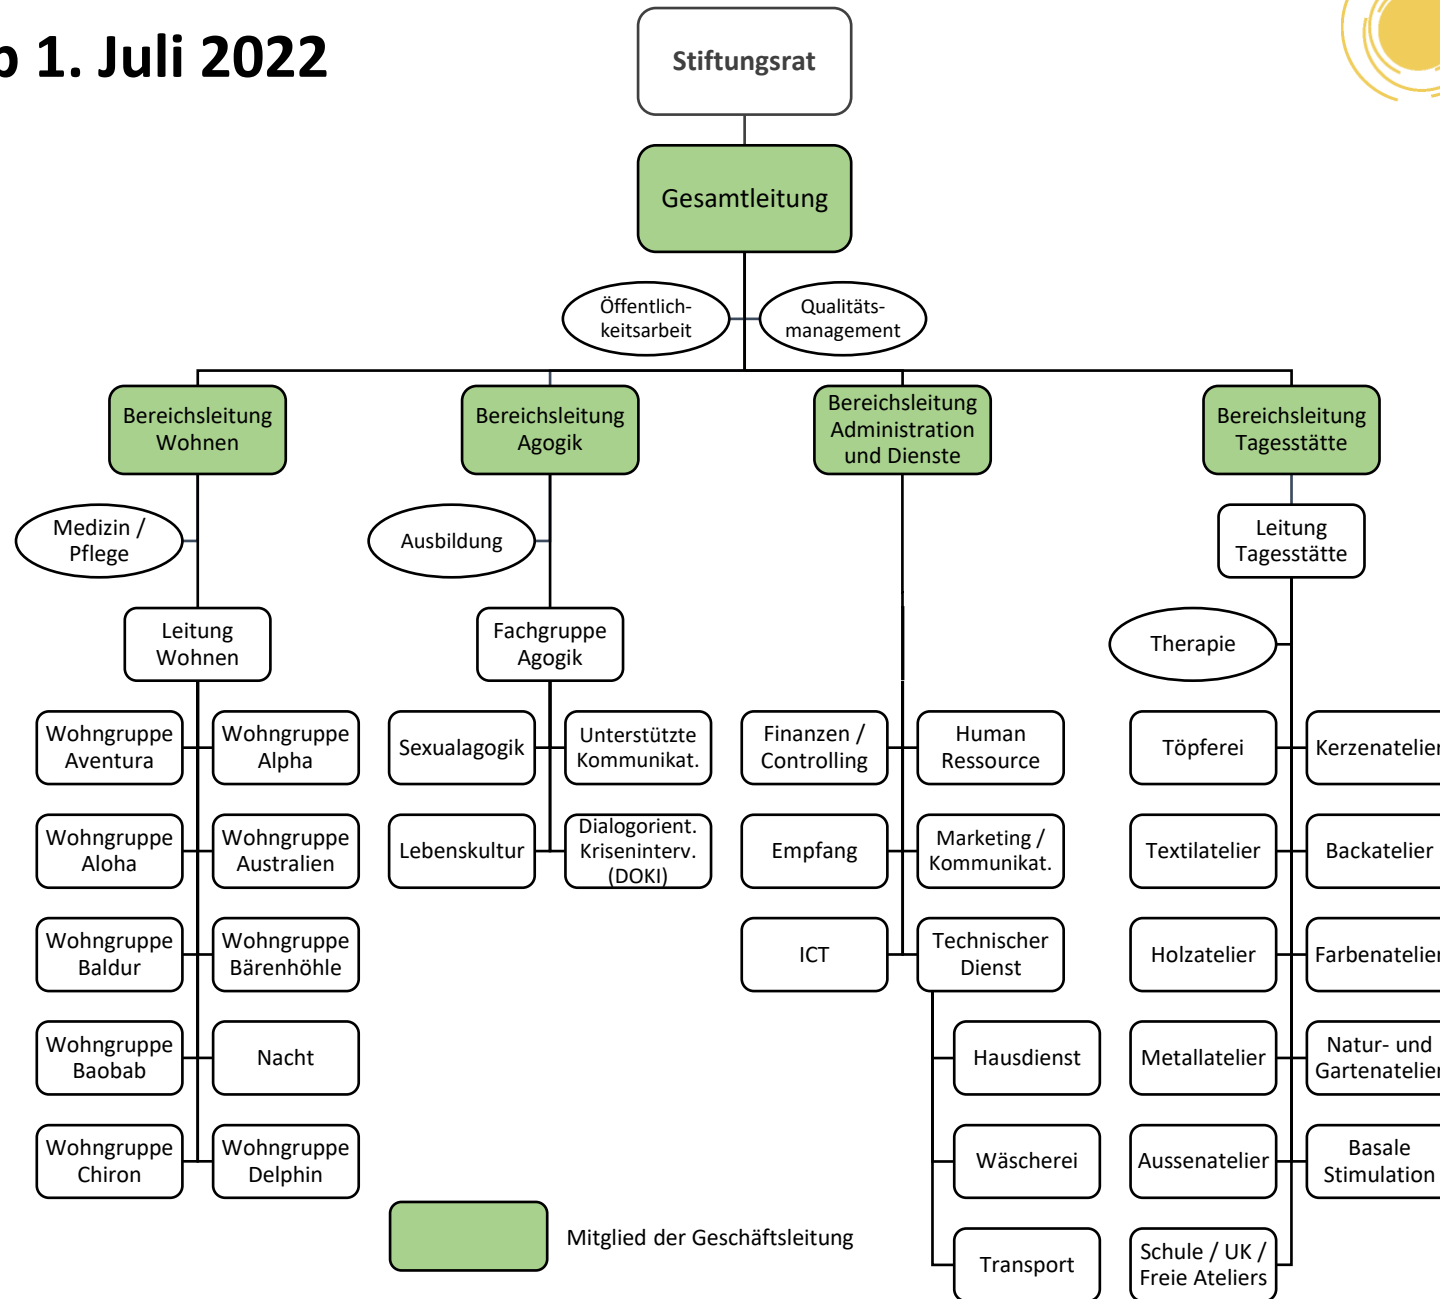 b 1. Juli 2022
Stiftungsrat
Gesamtleitung
Öffentlich-
keitsarbeit
Qualitäts-
management
Bereichsleitung
Wohnen
Bereichsleitung
Agogik
Bereichsleitung
Administration
und Dienste
Bereichsleitung
Tagesstätte
Medizin /
Pflege
Ausbildung
Leitung
Tagesstätte
Leitung
Wohnen
Fachgruppe
Agogik
Therapie
Wohngruppe
Aventura
Wohngruppe
Alpha
Sexualagogik
Unterstützte
Kommunikat.
Finanzen /
Controlling
Human
Ressource
Töpferei
Kerzenatelier
Wohngruppe
Aloha
Wohngruppe
Australien
Lebenskultur
Dialogorient.
Kriseninterv.
(DOKI)
Empfang
Marketing /
Kommunikat.
Textilatelier
Backatelier
Wohngruppe
Baldur
Wohngruppe
Bärenhöhle
ICT
Technischer
Dienst
Holzatelier
Farbenatelier
Wohngruppe
Baobab
Nacht
Hausdienst
Metallatelier
Natur- und
Gartenatelier
Wohngruppe
Chiron
Wohngruppe
Delphin
Wäscherei
Aussenatelier
Basale
Stimulation
Mitglied der Geschäftsleitung
Transport
Schule / UK /
Freie Ateliers